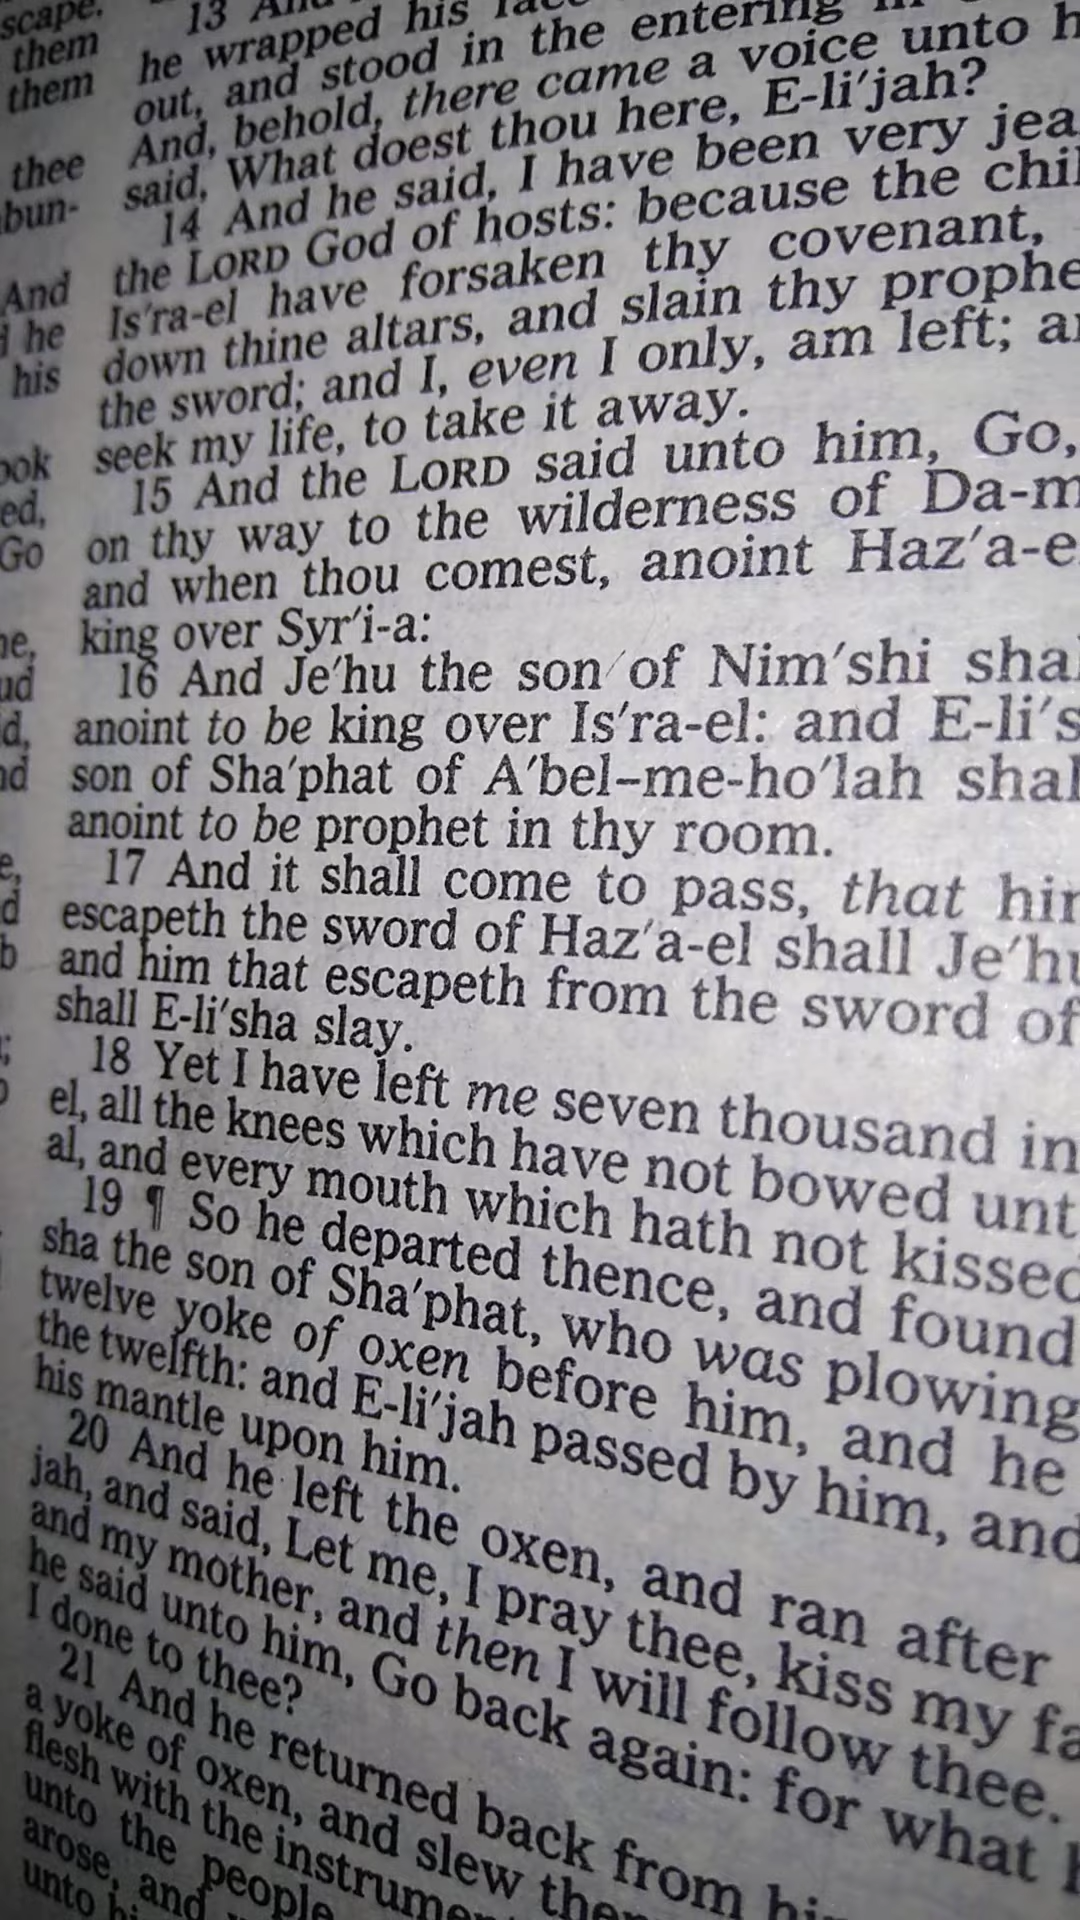 scape.
them
them
thee
bun-
And
he
his
ook
ed,
Go
he,
ud
d,
nd
e,
d
b
13 And
he wrapped his face
out, and stood in the entering in
And, behold, there came a voice unto h
said, What doest thou here, E-li′jah?
14 And he said, I have been very jea
the LORD God of hosts: because the chil
Is′ra-el have forsaken thy covenant,
down thine altars, and slain thy prophe
the sword; and I, even I only, am left; a
seek my life, to take it away.
15 And the LORD said unto him, Go,
on thy way to the wilderness of Da-m
and when thou comest, anoint Haz′a-e
king over Syr′i-a:
16 And Je′hu the son of Nim′shi shal
anoint to be king over Is′ra-el: and E-li′s
son of Sha′phat of A′bel–me-ho′lah shal
anoint to be prophet in thy room.
17 And it shall come to pass, that him
escapeth the sword of Haz′a-el shall Je′hu
and him that escapeth from the sword of
shall E-li′sha slay.
18 Yet I have left me seven thousand in
el, all the knees which have not bowed unt
al, and every mouth which hath not kissed
19 ¶ So he departed thence, and found
sha the son of Sha′phat, who was plowing
twelve yoke of oxen before him, and he
the twelfth: and E-li′jah passed by him, and
his mantle upon him.
20 And he left the oxen, and ran after
jah, and said, Let me, I pray thee, kiss my fa
and my mother, and then I will follow thee.
he said unto him, Go back again: for what h
I done to thee?
21 And he returned back from hi
a yoke of oxen, and slew the
flesh with the instrume
unto the people
arose, and
unto hi